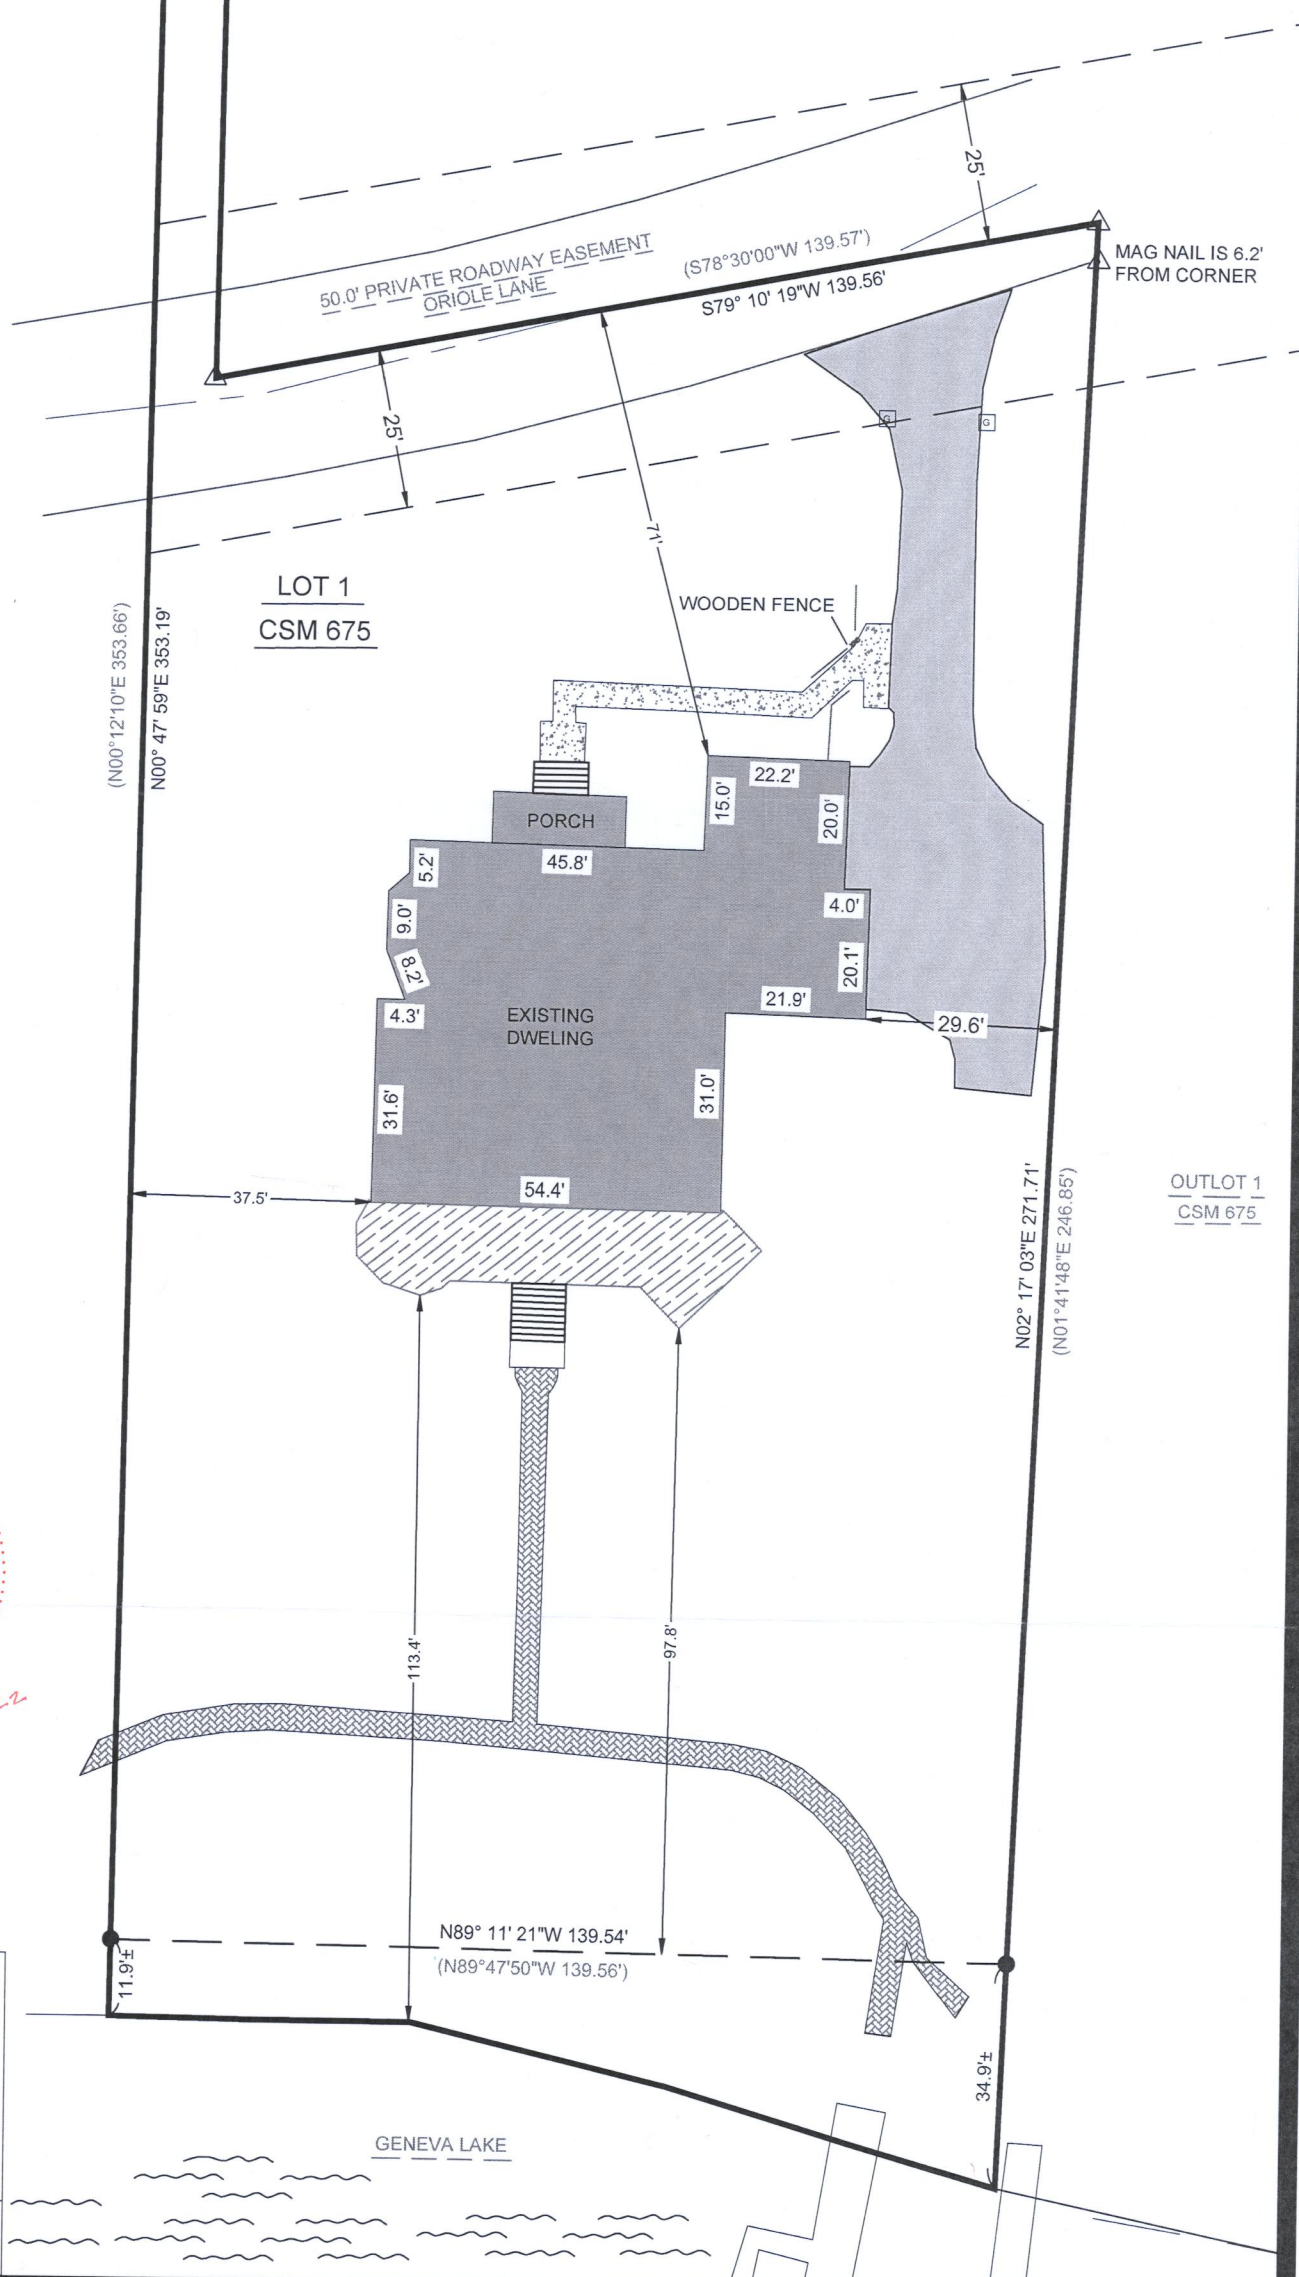 25'
50.0' PRIVATE ROADWAY EASEMENT
ORIOLE LANE
(S78°30'00"W 139.57')
S79° 10' 19"W 139.56'
MAG NAIL IS 6.2'
FROM CORNER
25'
G
G
71'
LOT 1
CSM 675
(N00°12'10"E 353.66')
N00° 47' 59"E 353.19'
WOODEN FENCE
22.2'
15.0'
20.0'
PORCH
45.8'
5.2'
9.0'
8.2'
4.3'
4.0'
20.1'
21.9'
29.6'
EXISTING
DWELING
31.6'
31.0'
54.4'
37.5'
OUTLOT 1
CSM 675
N02° 17' 03"E 271.71'
(N01°41'48"E 246.85')
113.4'
97.8'
N89° 11' 21"W 139.54'
(N89°47'50"W 139.56')
11.9'±
34.9'±
GENEVA LAKE